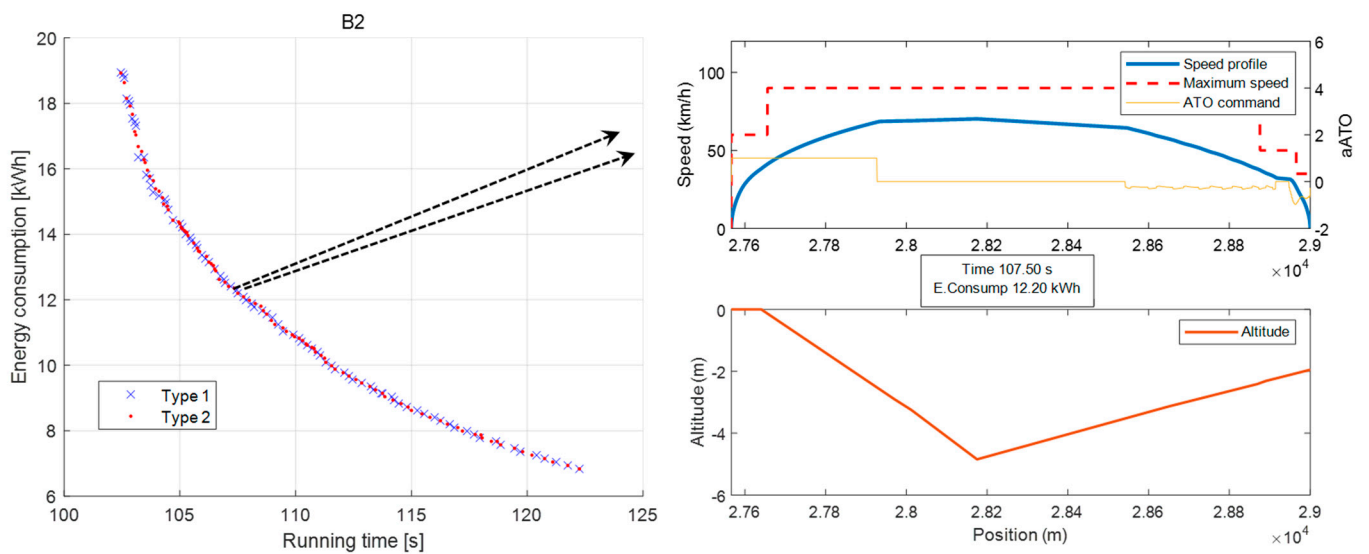 B2
20
18
16
14
12
10
8
6
Energy consumption [kWh]
Type 1
Type 2
100
105
110
115
120
125
Running time [s]
100
50
0
Speed (km/h)
Speed profile
Maximum speed
ATO command
6
4
2
0
-2
aATO
2.76
2.78
2.8
2.82
2.84
2.86
2.88
2.9
×10⁴
Time 107.50 s
E.Consump 12.20 kWh
0
-2
-4
-6
Altitude (m)
Altitude
2.76
2.78
2.8
2.82
2.84
2.86
2.88
2.9
Position (m)
×10⁴